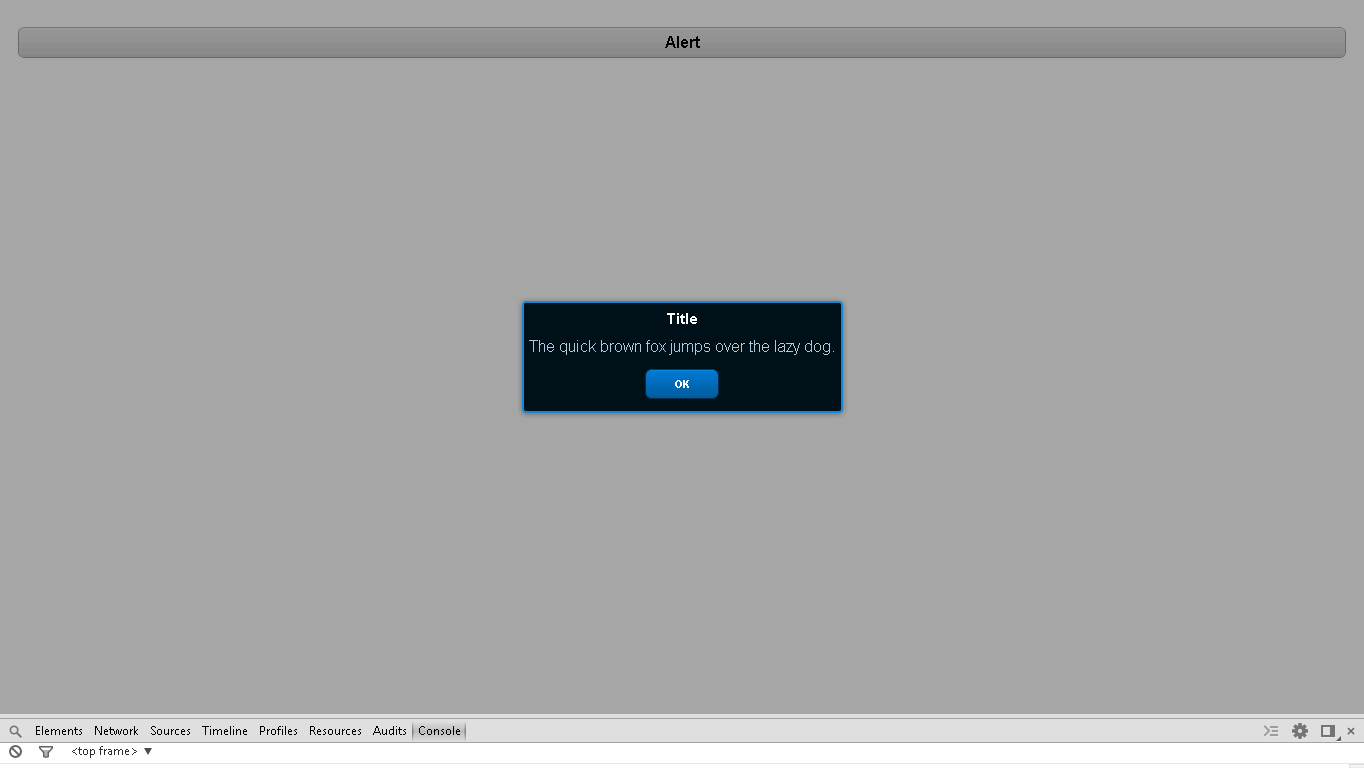 Alert
Title
The quick brown fox jumps over the lazy dog.
OK
Elements Network Sources Timeline Profiles Resources Audits Console
<top frame> ▼